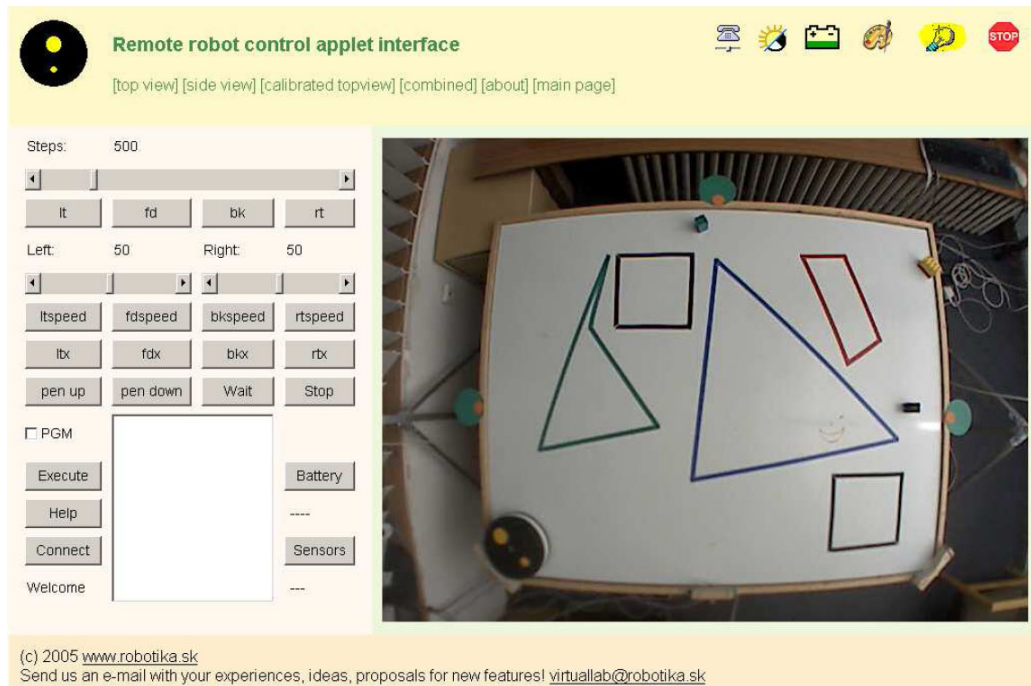 Remote robot control applet interface
STOP
[top view] [side view] [calibrated topview] [combined] [about] [main page]
Steps: 500
lt fd bk rt
Left: 50 Right: 50
ltspeed fdspeed bkspeed rtspeed
ltx fdx bkx rtx
pen up pen down Wait Stop
PGM
Execute Battery
Help ----
Connect Sensors
Welcome ---
(c) 2005 www.robotika.sk
Send us an e-mail with your experiences, ideas, proposals for new features! virtuallab@robotika.sk